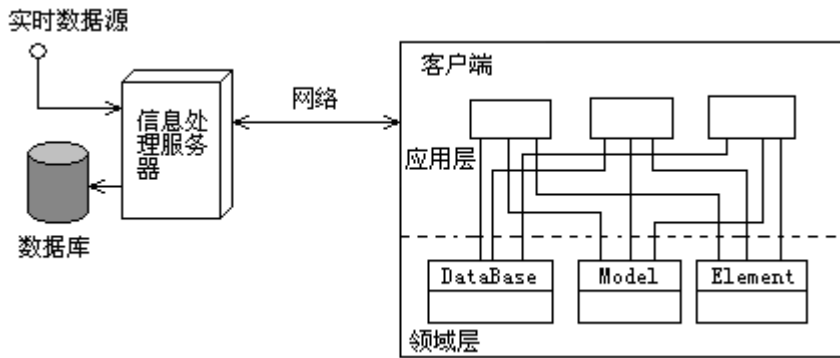 实时数据源
信息处
理服务
器
数据库
网络
客户端
应用层
DataBase
Model
Element
领域层